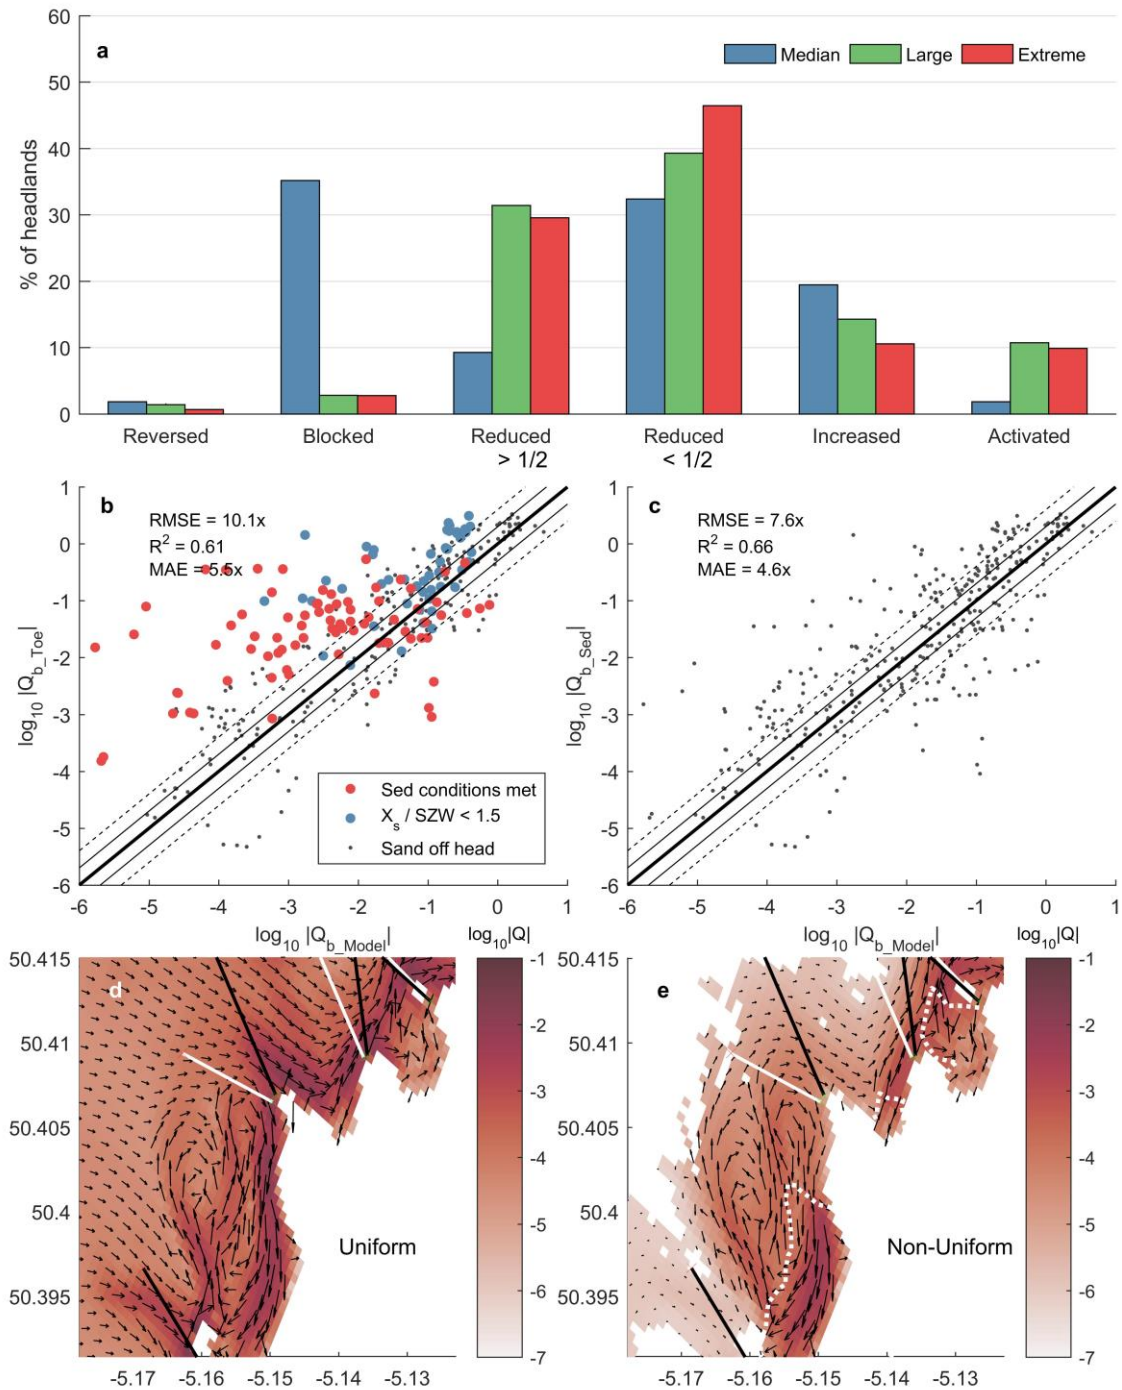 60
50
40
30
20
10
0
% of headlands
a
Median Large Extreme
Reversed Blocked Reduced Reduced Increased Activated
> 1/2 < 1/2
b
RMSE = 10.1x
R² = 0.61
MAE = 5.5x
1
0
-1
-2
-3
-4
-5
-6
log₁₀ |Q_b_Toe|
Sed conditions met
X_s / SZW < 1.5
Sand off head
-6 -5 -4 -3 -2 -1 0 1
log₁₀ |Q_b_Model|
c
RMSE = 7.6x
R² = 0.66
MAE = 4.6x
1
0
-1
-2
-3
-4
-5
-6
log₁₀ |Q_b_Sed|
-6 -5 -4 -3 -2 -1 0 1
log₁₀ |Q_b_Model|
d
50.415
50.41
50.405
50.4
50.395
Uniform
-5.17 -5.16 -5.15 -5.14 -5.13
log₁₀|Q|
-1
-2
-3
-4
-5
-6
-7
e
50.415
50.41
50.405
50.4
50.395
Non-Uniform
-5.17 -5.16 -5.15 -5.14 -5.13
log₁₀|Q|
-1
-2
-3
-4
-5
-6
-7